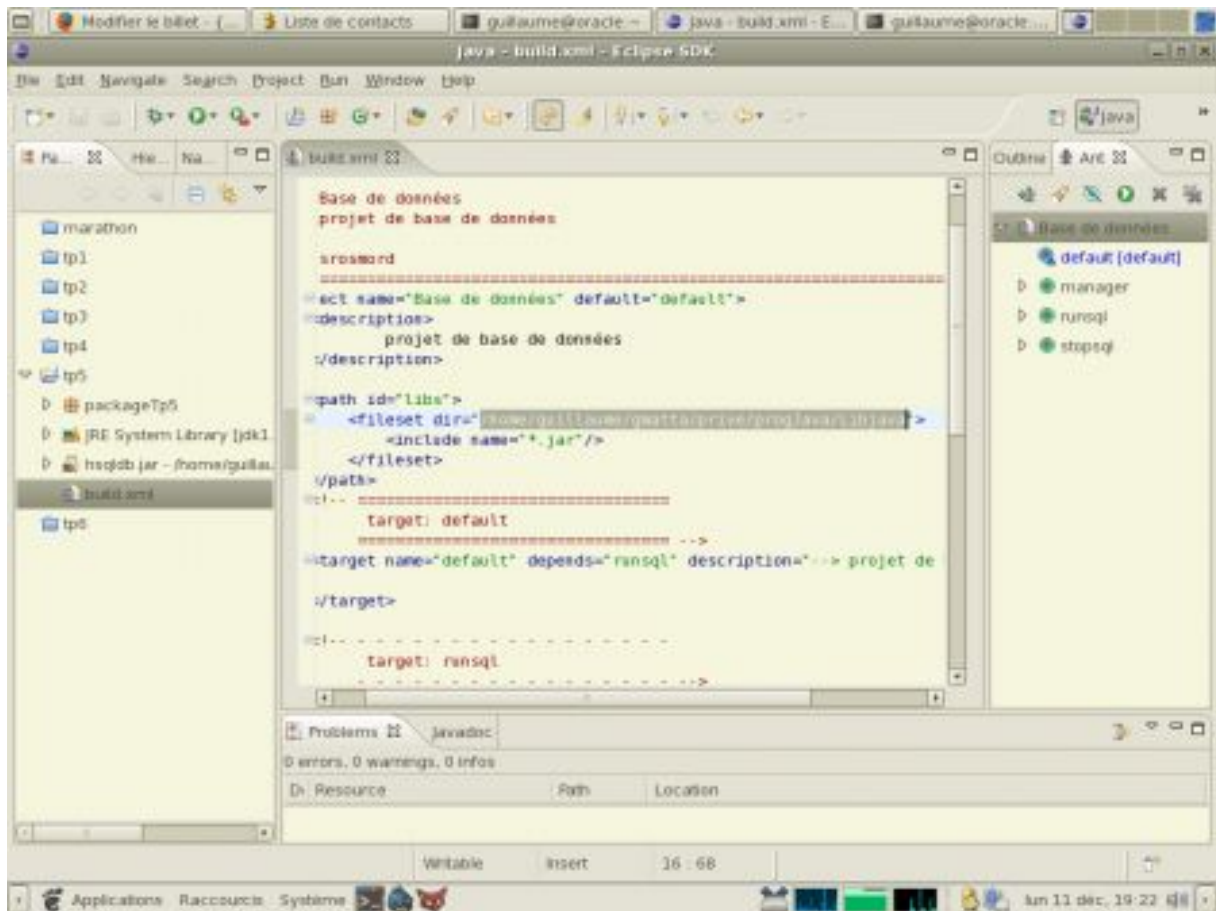 Modifier le billet - {...
Liste de contacts
guillaume@oracle ~
Java - build.xml - E...
guillaume@oracle ...
Java - build.xml - Eclipse SDK
File Edit Navigate Search Project Run Window Help
Java
Pa... Hie... Na...
build.xml
Outline Ant
marathon
tp1
tp2
tp3
tp4
tp5
packageTp5
JRE System Library [jdk1.
hsqldb.jar - /home/guillau
build.xml
tp6
Base de données
projet de base de données
srosmord
ect name="Base de données" default="default">
description>
projet de base de données
/description>
path id="libs">
<fileset dir="
<include name="*.jar"/>
</fileset>
/path>
!-- ===================================
target: default
=================================== -->
target name="default" depends="runsql" description="--> projet de
/target>
!-- - - - - - - - - - - - - - - - - - -
target: runsql
- - - - - - - - - - - - - - - - - -->
Base de données
default [default]
manager
runsql
stopsql
Problems Javadoc
0 errors, 0 warnings, 0 infos
Resource Path Location
Writable Insert 16 : 68
Applications Raccourcis Système
lun 11 déc, 19:22